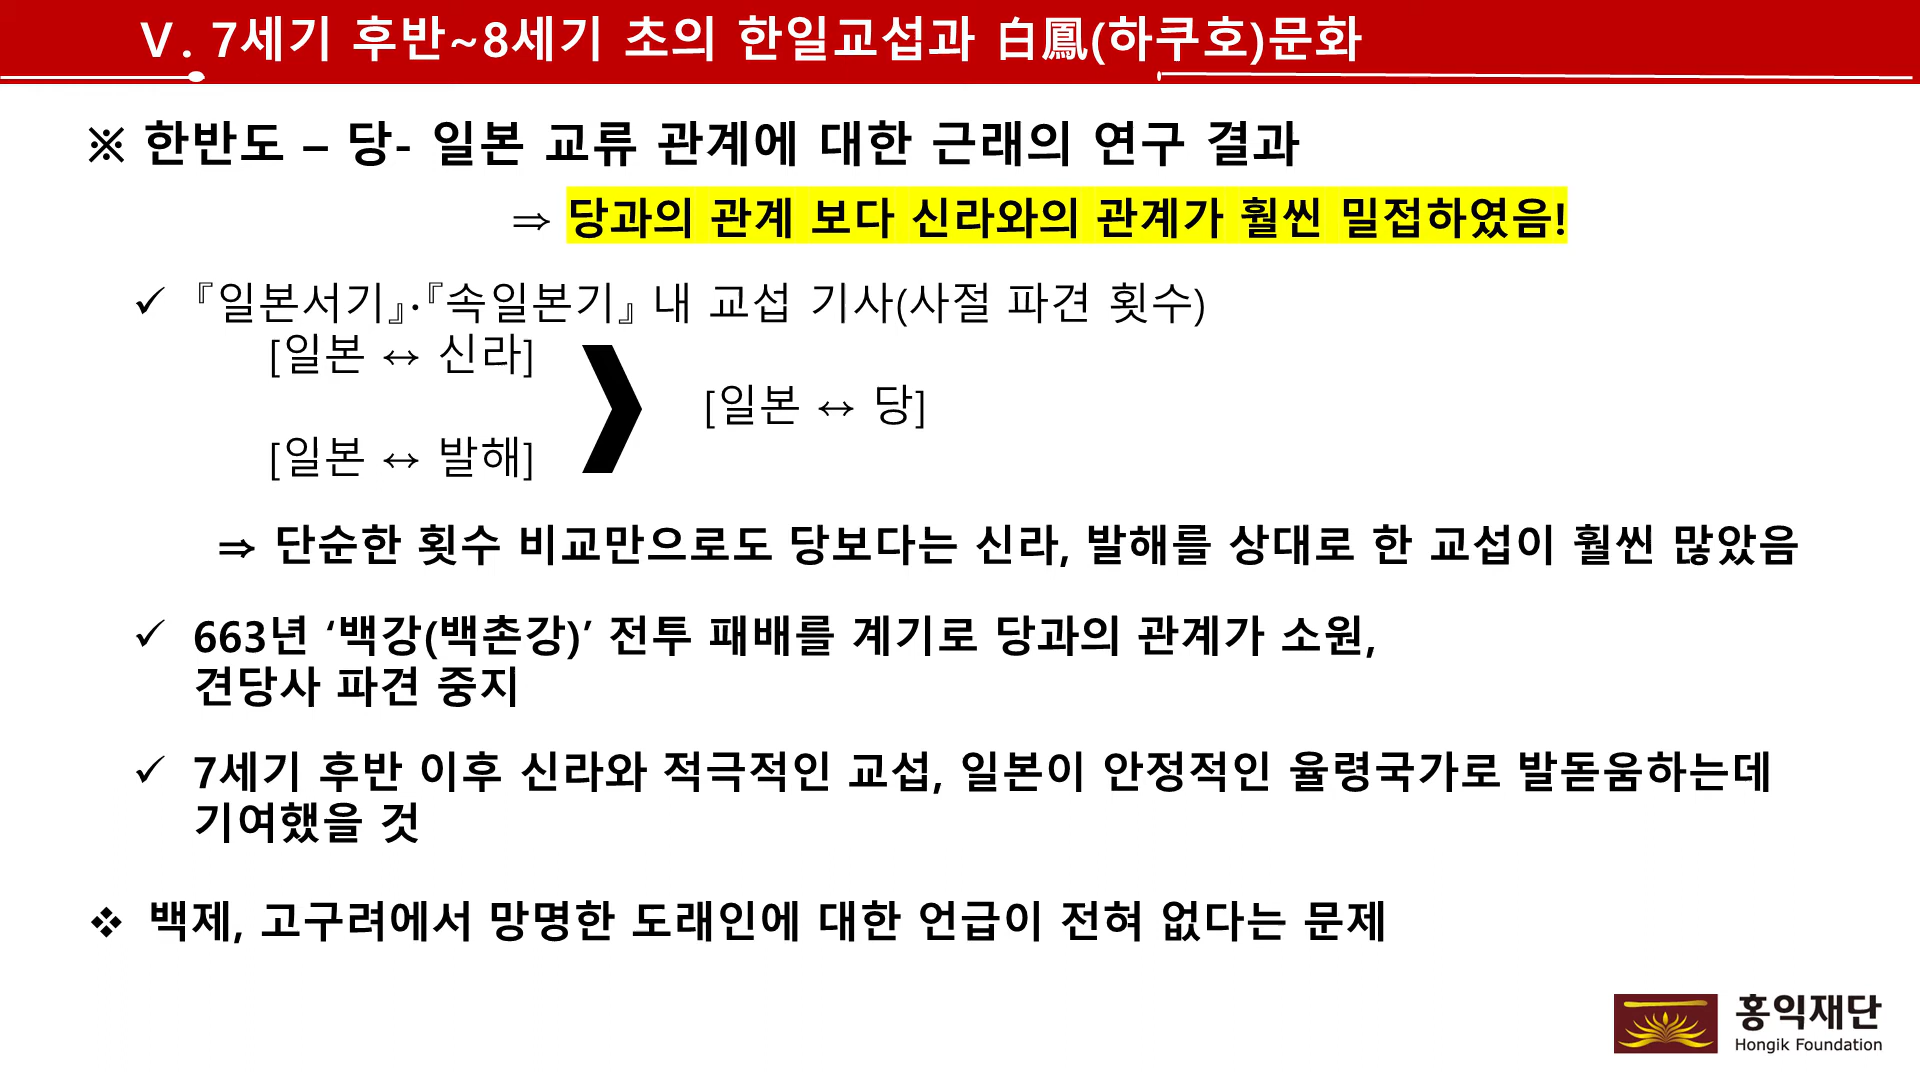 Ⅴ. 7세기 후반~8세기 초의 한일교섭과 白鳳(하쿠호)문화
※ 한반도 – 당- 일본 교류 관계에 대한 근래의 연구 결과
⇒ 당과의 관계 보다 신라와의 관계가 훨씬 밀접하였음!
✓ 『일본서기』·『속일본기』 내 교섭 기사(사절 파견 횟수)
[일본 ↔ 신라]
[일본 ↔ 당]
[일본 ↔ 발해]
⇒ 단순한 횟수 비교만으로도 당보다는 신라, 발해를 상대로 한 교섭이 훨씬 많았음
✓ 663년 ‘백강(백촌강)’ 전투 패배를 계기로 당과의 관계가 소원,
견당사 파견 중지
✓ 7세기 후반 이후 신라와 적극적인 교섭, 일본이 안정적인 율령국가로 발돋움하는데
기여했을 것
❖ 백제, 고구려에서 망명한 도래인에 대한 언급이 전혀 없다는 문제
홍익재단
Hongik Foundation